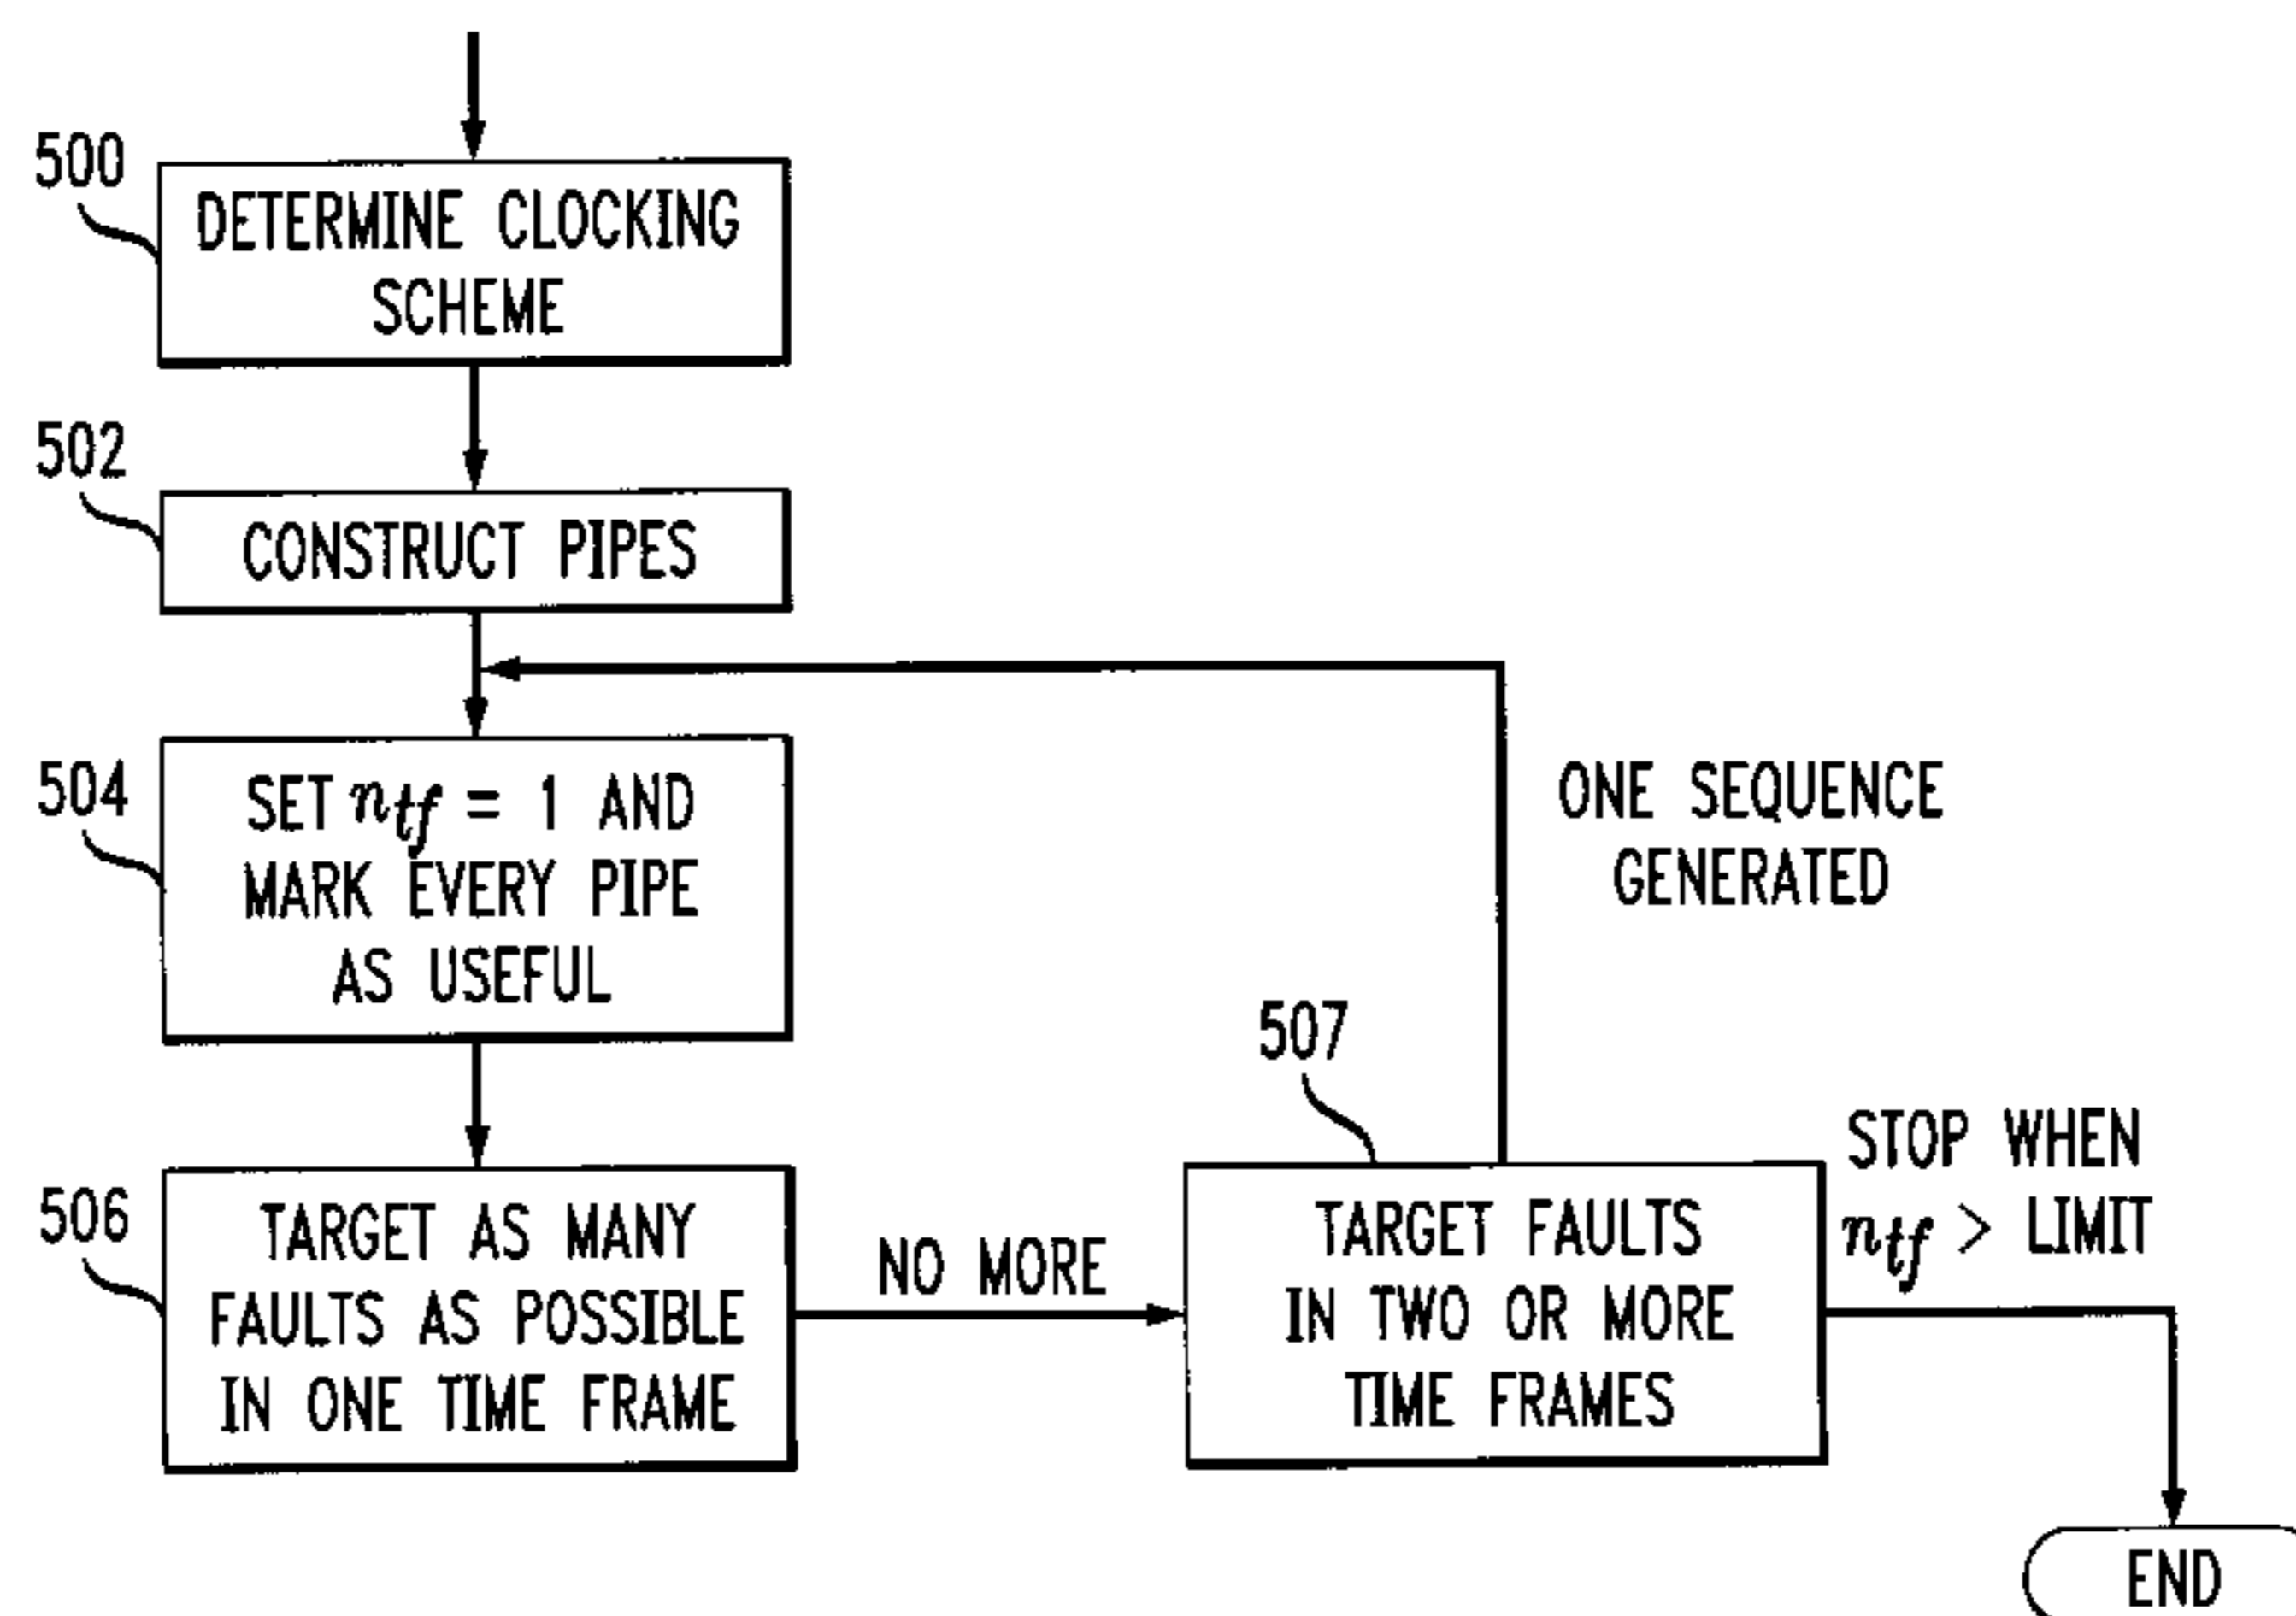 500
DETERMINE CLOCKING
SCHEME
502
CONSTRUCT PIPES
504
SET n_tf = 1 AND
MARK EVERY PIPE
AS USEFUL
ONE SEQUENCE
GENERATED
506
TARGET AS MANY
FAULTS AS POSSIBLE
IN ONE TIME FRAME
NO MORE
507
TARGET FAULTS
IN TWO OR MORE
TIME FRAMES
STOP WHEN
n_tf > LIMIT
END